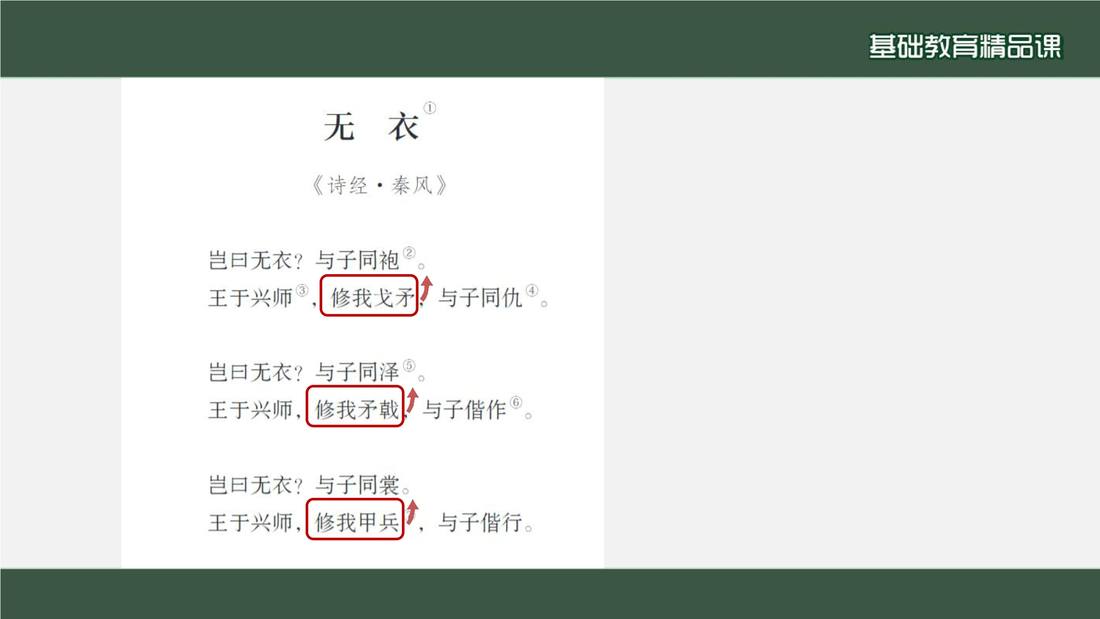 基础教育精品课
无 衣①
《诗经·秦风》
岂曰无衣？与子同袍②。
王于兴师③，修我戈矛，与子同仇④。
岂曰无衣？与子同泽⑤。
王于兴师，修我矛戟，与子偕作⑥。
岂曰无衣？与子同裳。
王于兴师，修我甲兵，与子偕行。